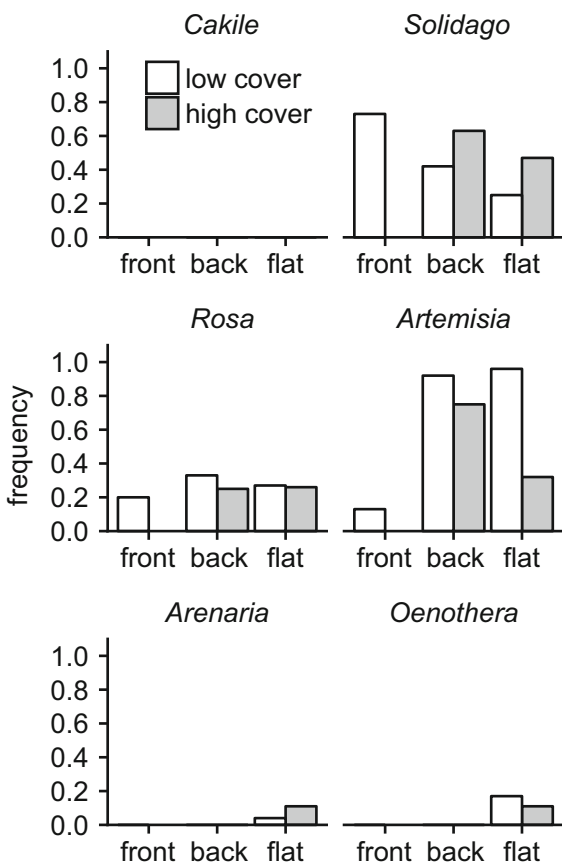 Cakile
Solidago
1.0
0.8
0.6
0.4
0.2
0.0
low cover
high cover
front back flat
front back flat
Rosa
Artemisia
frequency
1.0
0.8
0.6
0.4
0.2
0.0
front back flat
front back flat
Arenaria
Oenothera
1.0
0.8
0.6
0.4
0.2
0.0
front back flat
front back flat